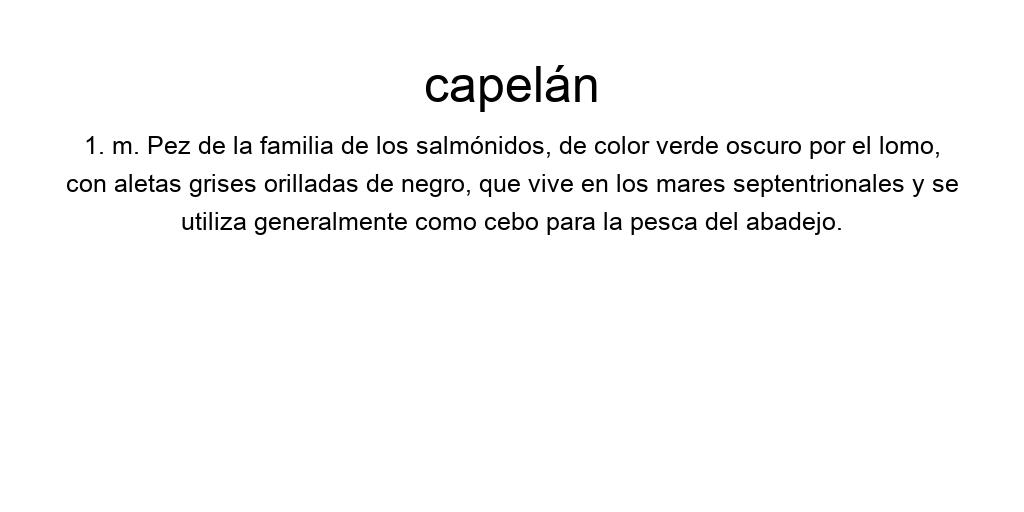 capelán
1. m. Pez de la familia de los salmónidos, de color verde oscuro por el lomo,
con aletas grises orilladas de negro, que vive en los mares septentrionales y se
utiliza generalmente como cebo para la pesca del abadejo.